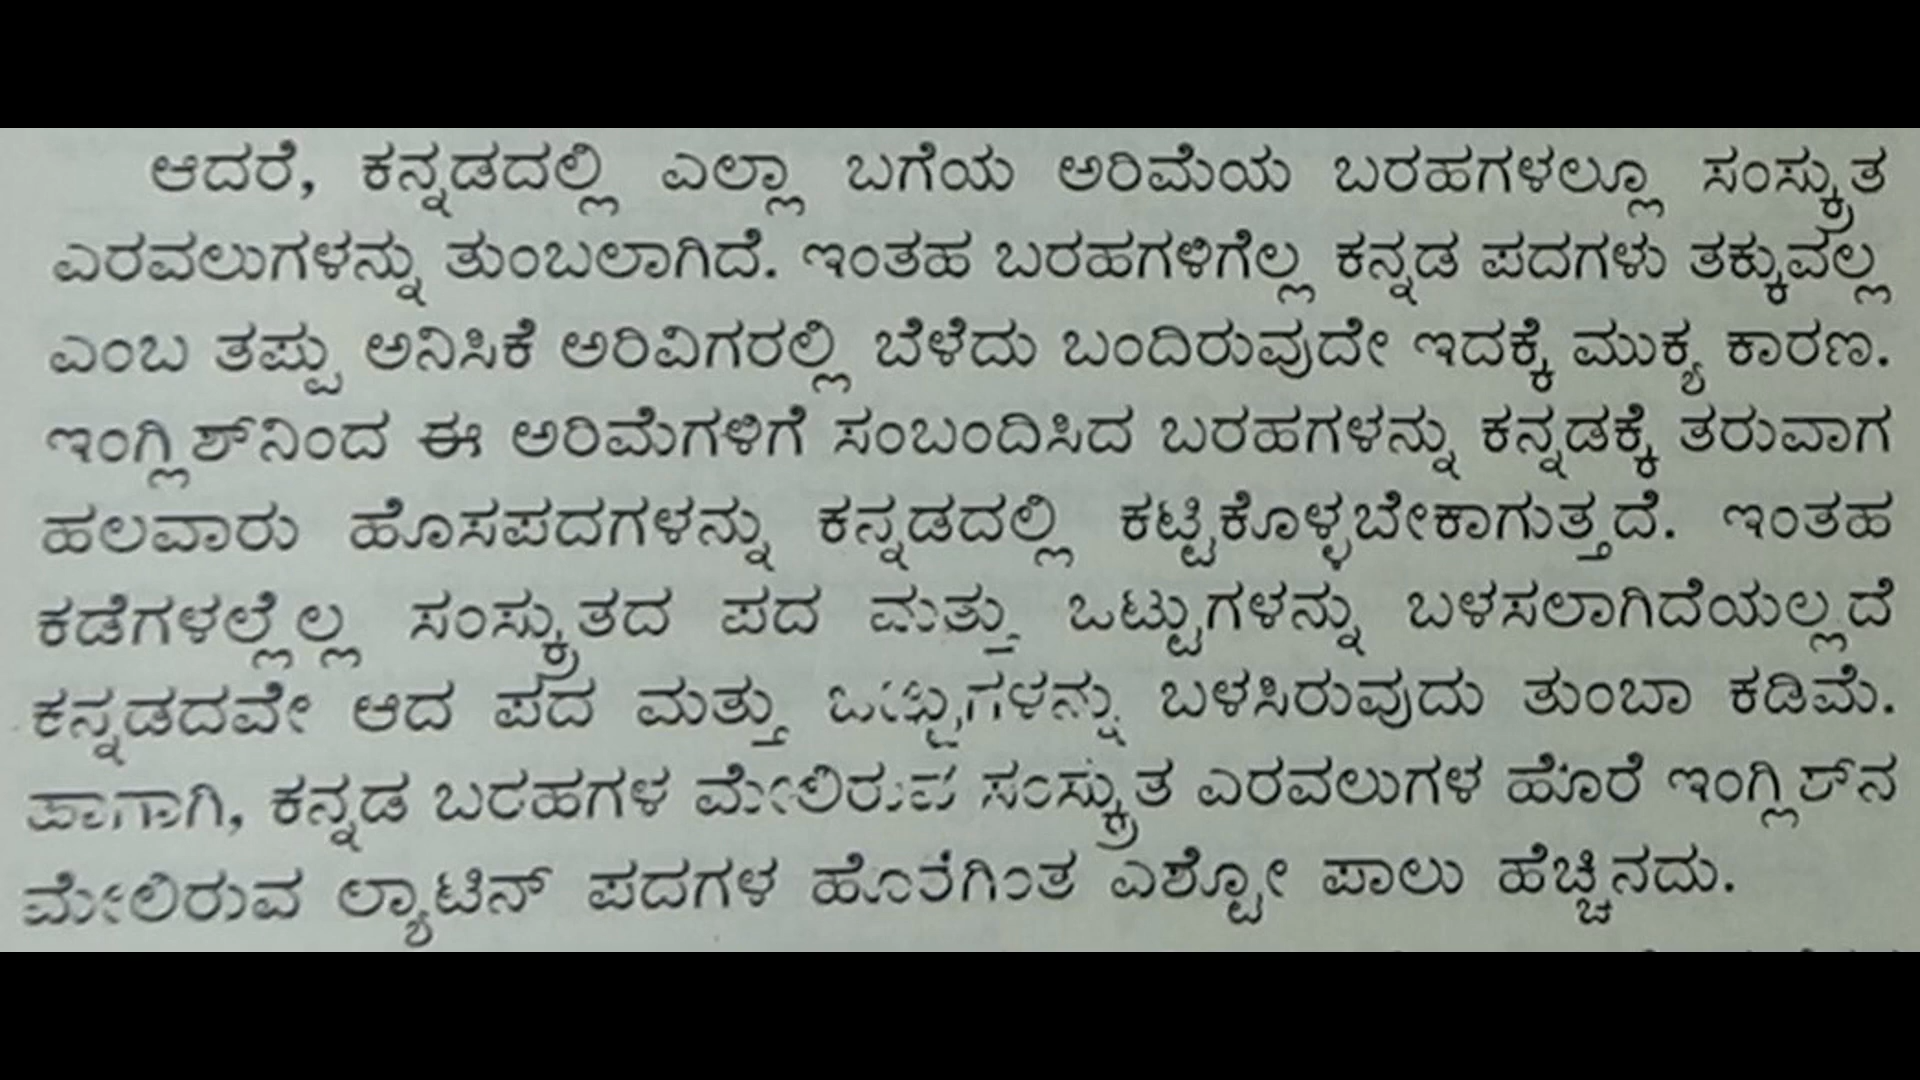 ಆದರೆ, ಕನ್ನಡದಲ್ಲಿ ಎಲ್ಲಾ ಬಗೆಯ ಅರಿಮೆಯ ಬರಹಗಳಲ್ಲೂ ಸಂಸ್ಕ್ರುತ
ಎರವಲುಗಳನ್ನು ತುಂಬಲಾಗಿದೆ. ಇಂತಹ ಬರಹಗಳಿಗೆಲ್ಲ ಕನ್ನಡ ಪದಗಳು ತಕ್ಕುವಲ್ಲ
ಎಂಬ ತಪ್ಪು ಅನಿಸಿಕೆ ಅರಿವಿಗರಲ್ಲಿ ಬೆಳೆದು ಬಂದಿರುವುದೇ ಇದಕ್ಕೆ ಮುಕ್ಯ ಕಾರಣ.
ಇಂಗ್ಲಿಶ್‌ನಿಂದ ಈ ಅರಿಮೆಗಳಿಗೆ ಸಂಬಂದಿಸಿದ ಬರಹಗಳನ್ನು ಕನ್ನಡಕ್ಕೆ ತರುವಾಗ
ಹಲವಾರು ಹೊಸಪದಗಳನ್ನು ಕನ್ನಡದಲ್ಲಿ ಕಟ್ಟಿಕೊಳ್ಳಬೇಕಾಗುತ್ತದೆ. ಇಂತಹ
ಕಡೆಗಳಲ್ಲೆಲ್ಲ ಸಂಸ್ಕ್ರುತದ ಪದ ಮತ್ತು ಒಟ್ಟುಗಳನ್ನು ಬಳಸಲಾಗಿದೆಯಲ್ಲದೆ
ಕನ್ನಡದವೇ ಆದ ಪದ ಮತ್ತು ಒಟ್ಟುಗಳನ್ನು ಬಳಸಿರುವುದು ತುಂಬಾ ಕಡಿಮೆ.
ಹಾಗಾಗಿ, ಕನ್ನಡ ಬರಹಗಳ ಮೇಲಿರುವ ಸಂಸ್ಕ್ರುತ ಎರವಲುಗಳ ಹೊರೆ ಇಂಗ್ಲಿಶ್‌ನ
ಮೇಲಿರುವ ಲ್ಯಾಟಿನ್ ಪದಗಳ ಹೊರೆಗಿಂತ ಎಶ್ಟೋ ಪಾಲು ಹೆಚ್ಚಿನದು.